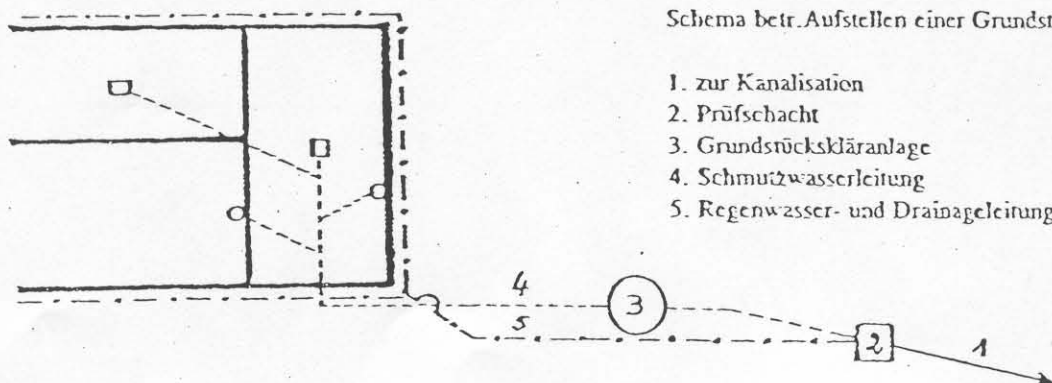 Schema betr. Aufstellen einer
1. zur Kanalisation
2. Prüfschacht
3. Grundstückskläranlage
4. Schmutzwasserleitung
5. Regenwasser- und Drainageleitung
4
3
5
2
1